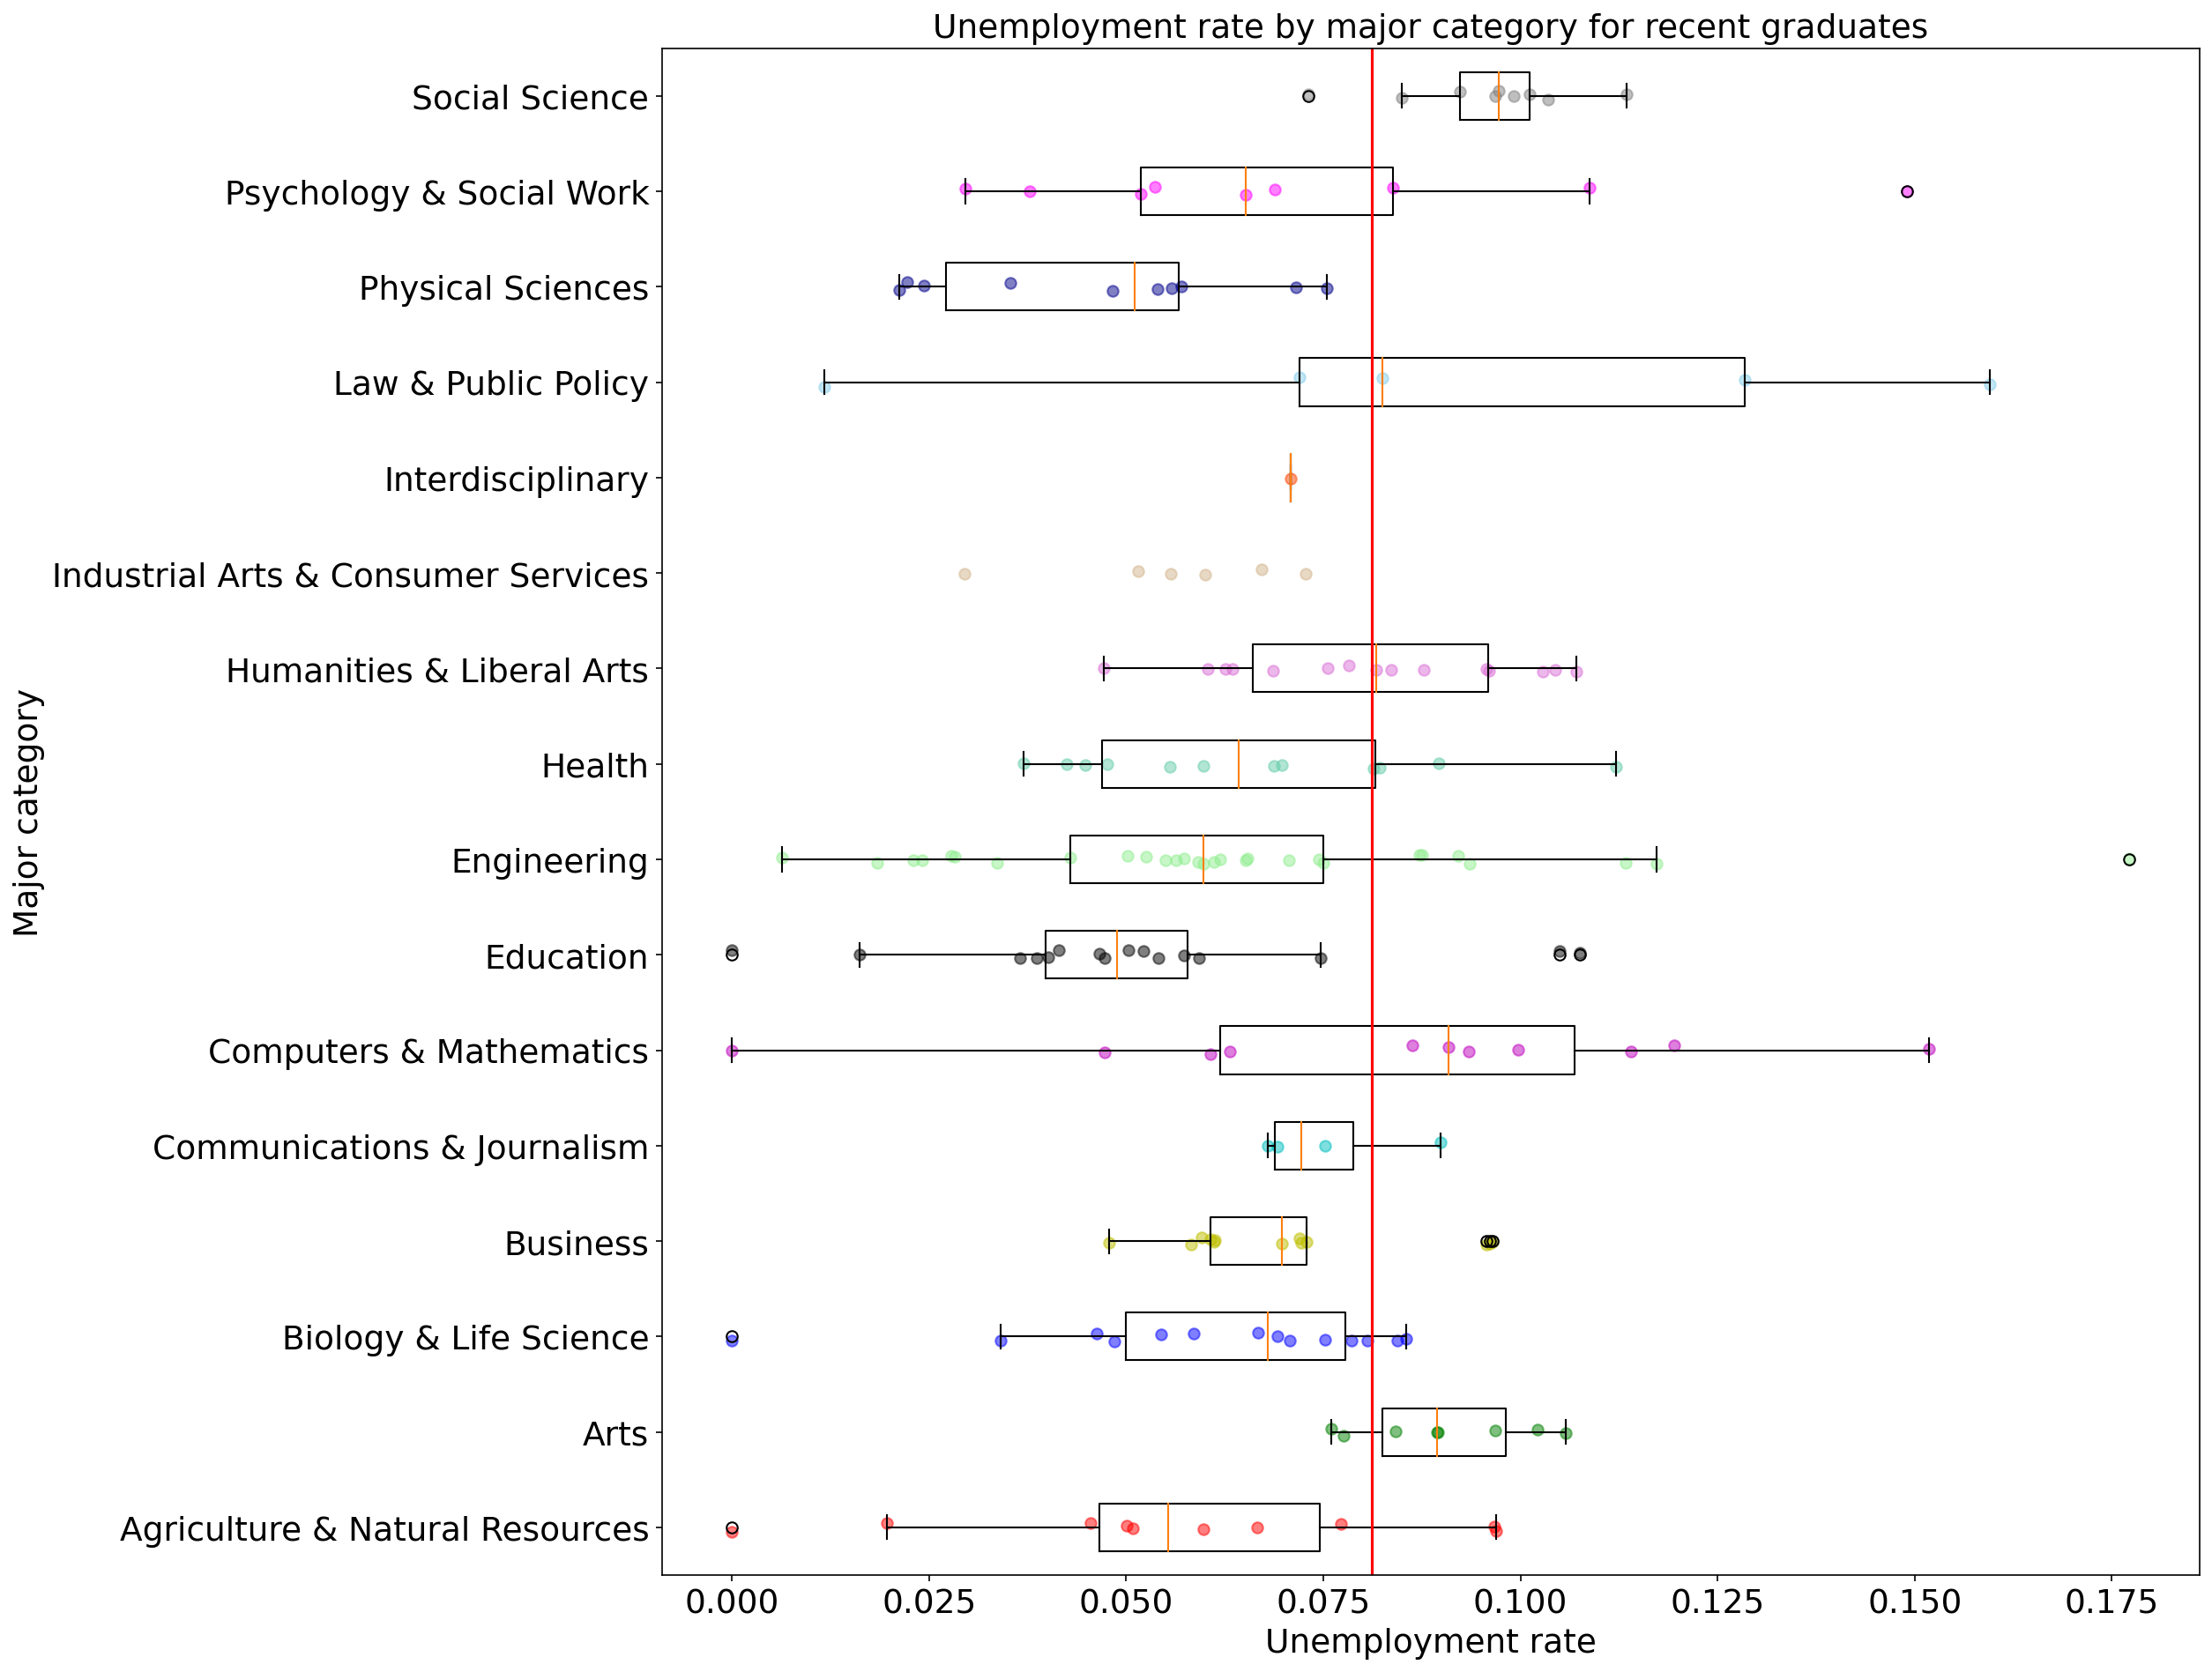 Unemployment rate by major category for recent graduates
Social Science
Psychology & Social Work
Physical Sciences
Law & Public Policy
Interdisciplinary
Industrial Arts & Consumer Services
Humanities & Liberal Arts
Health
Engineering
Education
Computers & Mathematics
Communications & Journalism
Business
Biology & Life Science
Arts
Agriculture & Natural Resources
Major category
0.000 0.025 0.050 0.075 0.100 0.125 0.150 0.175
Unemployment rate